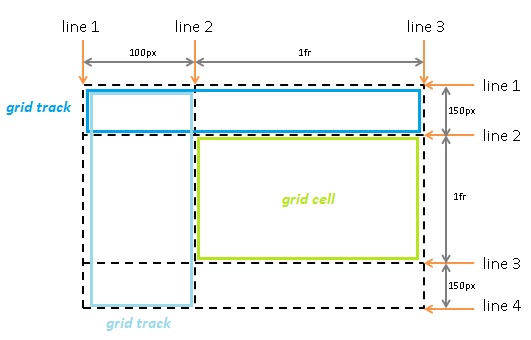 line 1 line 2 line 3
100px 1fr
line 1
grid track 150px
line 2
grid cell 1fr
line 3
150px
line 4
grid track